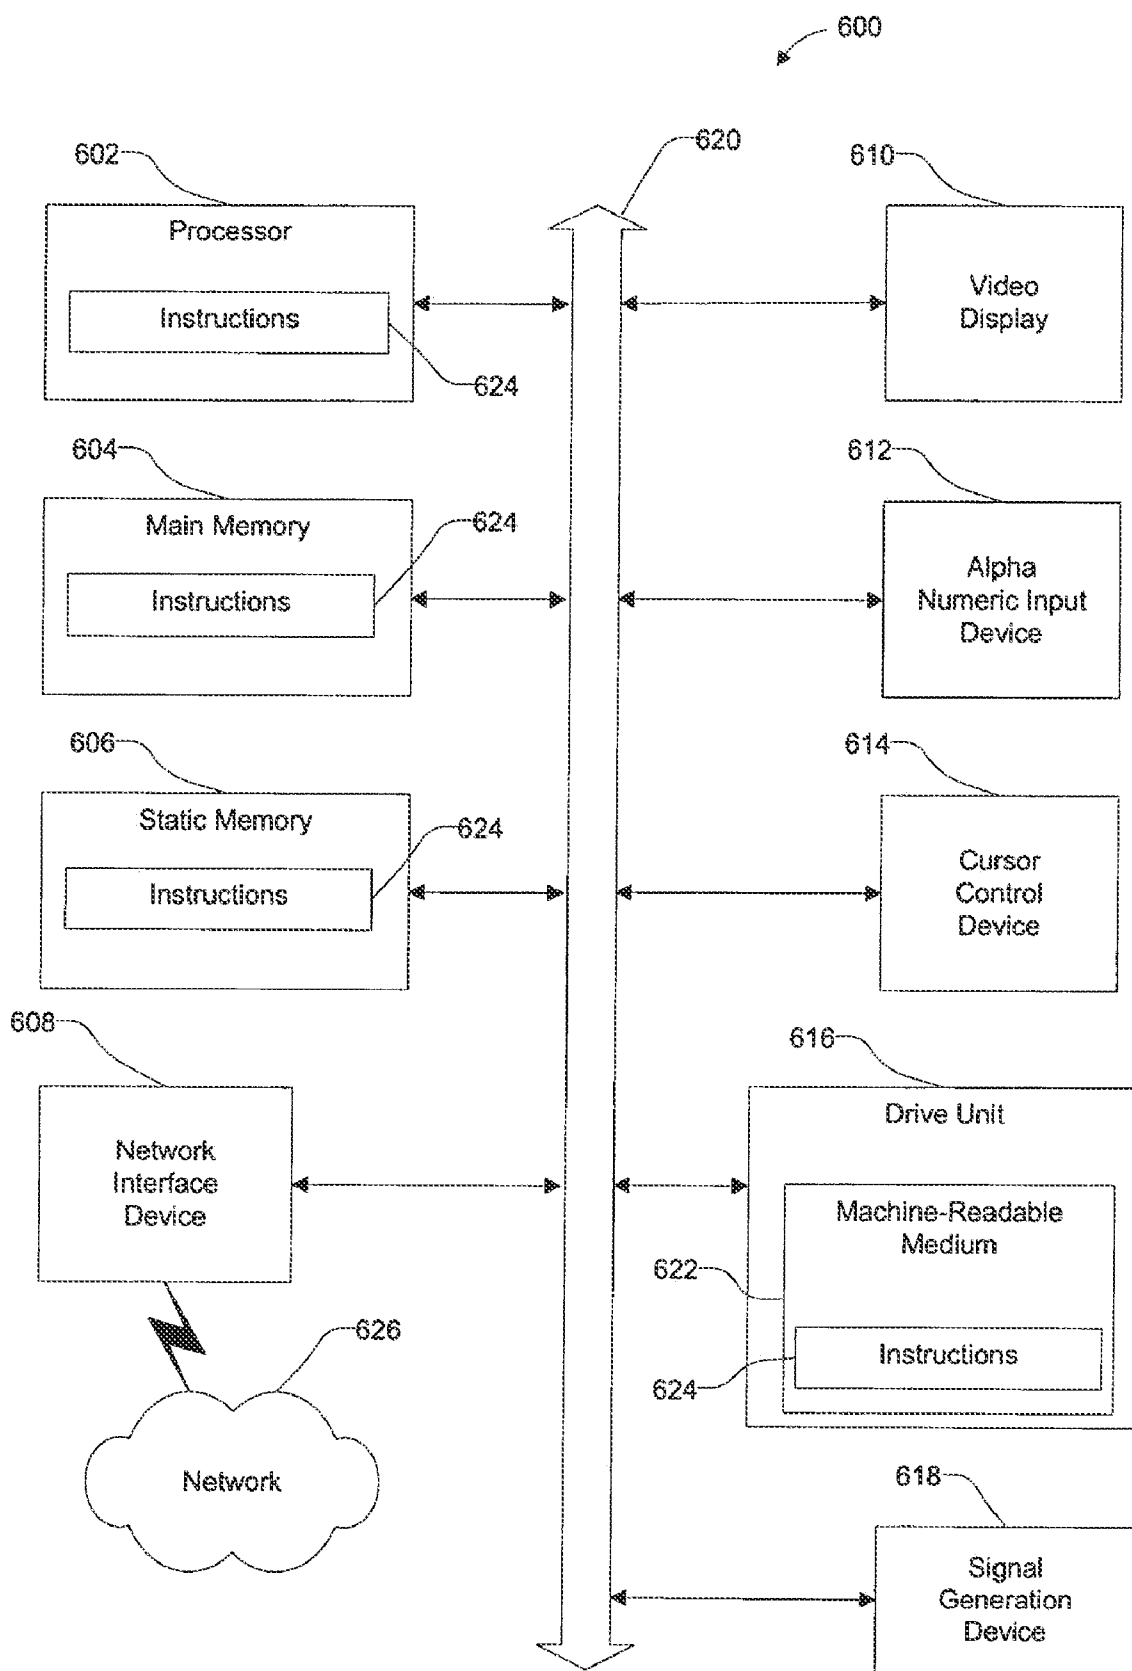 600
602
620
610
Processor
Instructions
624
Video
Display
604
612
Main Memory
624
Instructions
Alpha
Numeric Input
Device
606
614
Static Memory
624
Instructions
Cursor
Control
Device
608
616
Network
Interface
Device
Drive Unit
Machine-Readable
Medium
622
Instructions
624
626
Network
618
Signal
Generation
Device